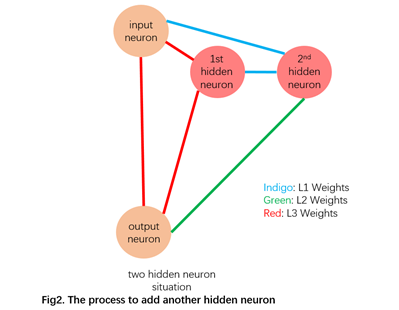 input
neuron
1st
hidden
neuron
2nd
hidden
neuron
Indigo: L1 Weights
Green: L2 Weights
Red: L3 Weights
output
neuron
two hidden neuron
situation
Fig2. The process to add another hidden neuron